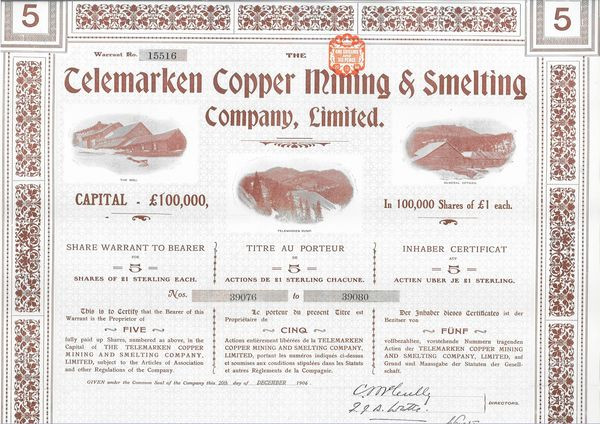 5
5
Warrant No. 15516
THE
ONE SHILLING
SIX PENCE
Telemarken Copper Mining & Smelting
Company, Limited.
THE MILL
GENERAL OFFICES
TELEMARKEN MINE
CAPITAL - £100,000,
In 100,000 Shares of £1 each.
SHARE WARRANT TO BEARER
FOR
5
SHARES OF £1 STERLING EACH.
TITRE AU PORTEUR
DE
5
ACTIONS DE £1 STERLING CHACUNE.
INHABER CERTIFICAT
AUF
5
ACTIEN UBER JE £1 STERLING.
Nos. 39076 to 39080
This is to Certify that the Bearer of this
Warrant is the Proprietor of
FIVE
fully paid up Shares, numbered as above, in the
Capital of THE TELEMARKEN COPPER
MINING AND SMELTING COMPANY,
LIMITED, subject to the Articles of Association
and other Regulations of the Company.
Le porteur du present Titre est
Propriétaire de
CINQ
Actions entièrement libérées de la TELEMARKEN
COPPER MINING AND SMELTING COMPANY,
LIMITED, portant les numéros indiqués ci-dessus
et soumises aux conditions stipulées dans les Statuts
et autres Règlements de la Compagnie.
Der Inhaber dieses Certificates ist der
Besitzer von
FÜNF
vollbezahlter, vorstehende Nummern tragenden
Actien der TELEMARKEN COPPER MINING
AND SMELTING COMPANY, LIMITED, auf
Grund und Maasgabe der Statuten der Gesell-
schaft.
GIVEN under the Common Seal of the Company this 20th day of DECEMBER 1906
DIRECTORS.